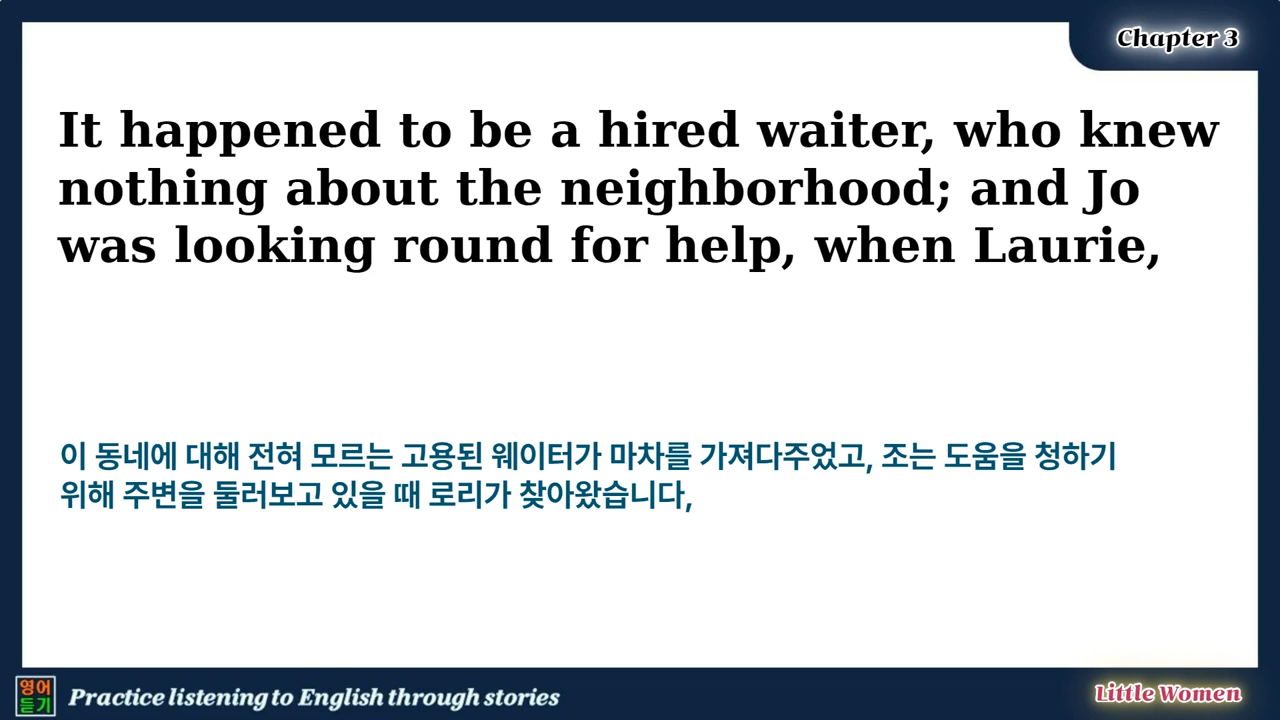 Chapter 3
It happened to be a hired waiter, who knew
nothing about the neighborhood; and Jo
was looking round for help, when Laurie,
이 동네에 대해 전혀 모르는 고용된 웨이터가 마차를 가져다주었고, 조는 도움을 청하기
위해 주변을 둘러보고 있을 때 로리가 찾아왔습니다,
영어
듣기
Practice listening to English through stories
Little Women